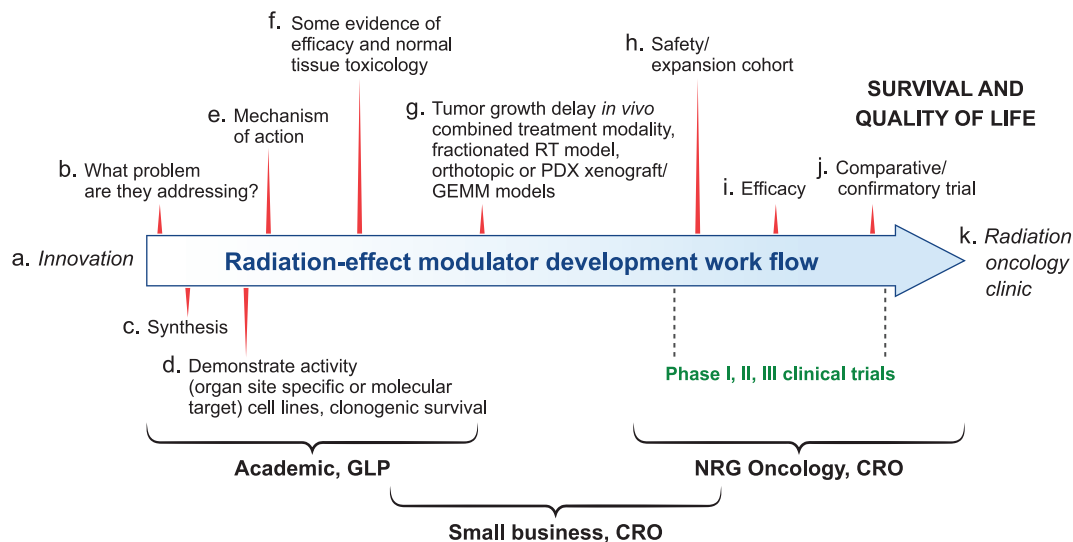 f. Some evidence of
efficacy and normal
tissue toxicology
h. Safety/
expansion cohort
SURVIVAL AND
QUALITY OF LIFE
e. Mechanism
of action
g. Tumor growth delay in vivo
combined treatment modality,
fractionated RT model,
orthotopic or PDX xenograft/
GEMM models
b. What problem
are they addressing?
i. Efficacy
j. Comparative/
confirmatory trial
a. Innovation
Radiation-effect modulator development work flow
k. Radiation
oncology
clinic
c. Synthesis
d. Demonstrate activity
(organ site specific or molecular
target) cell lines, clonogenic survival
Phase I, II, III clinical trials
Academic, GLP
NRG Oncology, CRO
Small business, CRO